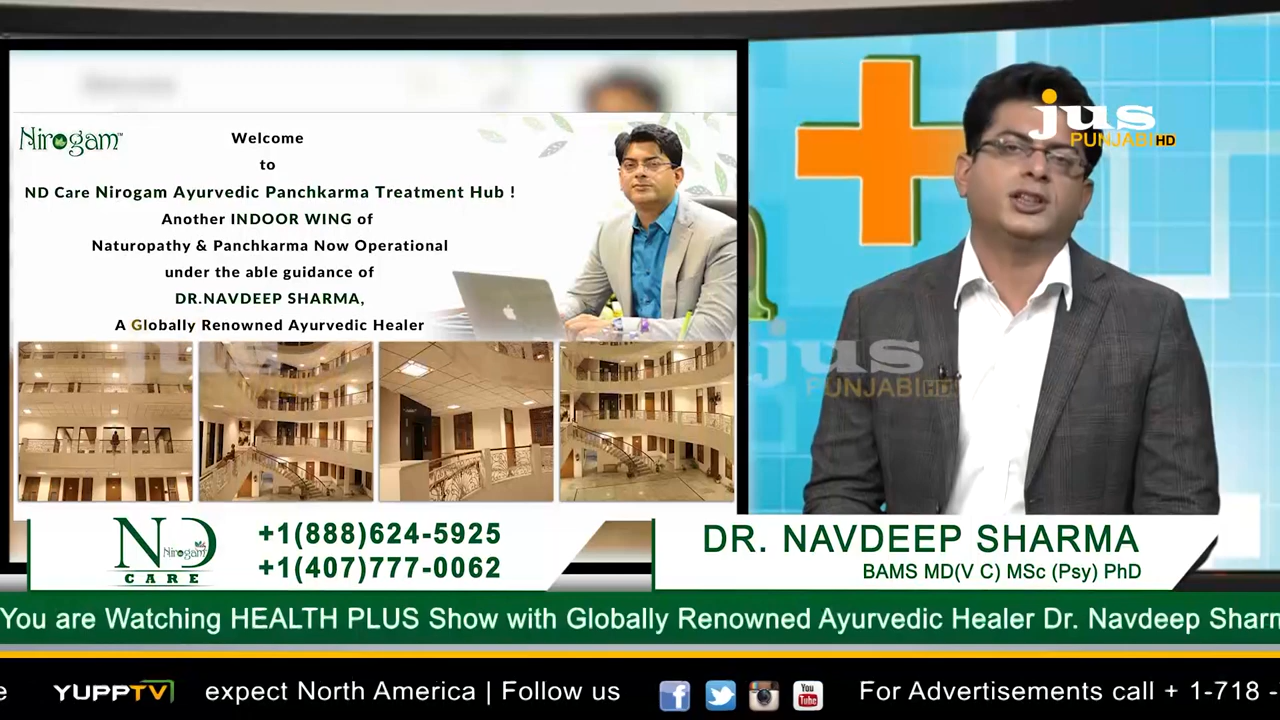 Nirogam™
Welcome
to
ND Care Nirogam Ayurvedic Panchkarma Treatment Hub !
Another INDOOR WING of
Naturopathy & Panchkarma Now Operational
under the able guidance of
DR.NAVDEEP SHARMA,
A Globally Renowned Ayurvedic Healer
jus
PUNJABI HD
jus
PUNJABI HD
jus
ND
Nirogam
CARE
+1(888)624-5925
+1(407)777-0062
DR. NAVDEEP SHARMA
BAMS MD(V C) MSc (Psy) PhD
You are Watching HEALTH PLUS Show with Globally Renowned Ayurvedic Healer Dr. Navdeep Sharm
e YUPPTV expect North America | Follow us You Tube For Advertisements call + 1-718 -